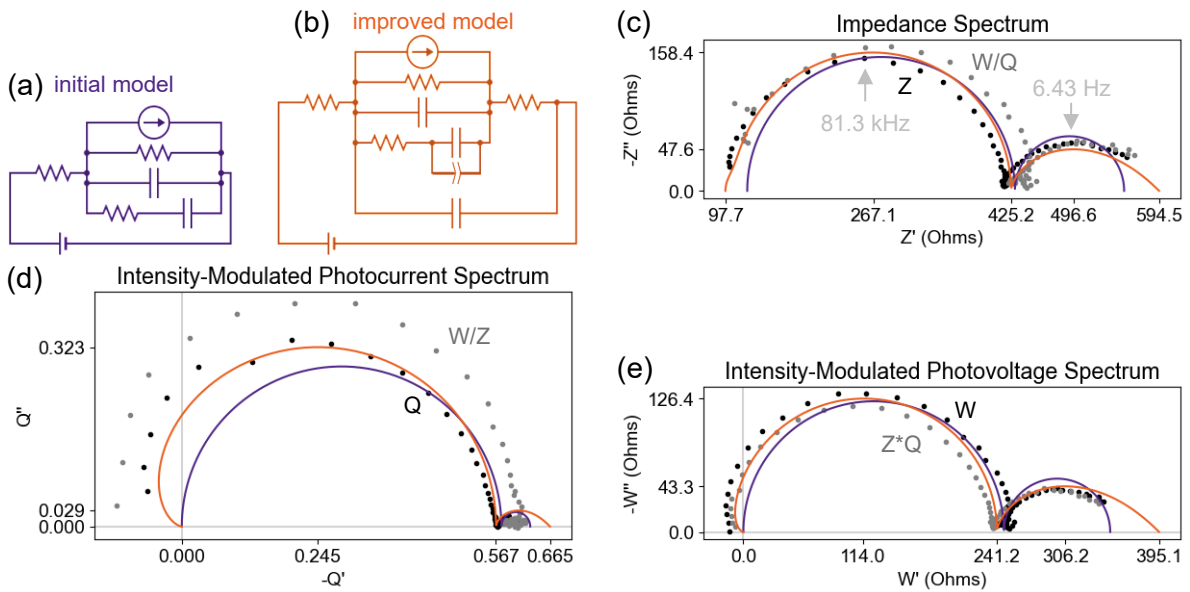 (a) initial model
(b) improved model
(c) Impedance Spectrum
-Z'' (Ohms)
158.4
47.6
0.0
W/Q
Z
81.3 kHz
6.43 Hz
97.7 267.1 425.2 496.6 594.5
Z' (Ohms)
(d) Intensity-Modulated Photocurrent Spectrum
Q''
0.323
0.029
0.000
W/Z
Q
0.000 0.245 0.567 0.665
-Q'
(e) Intensity-Modulated Photovoltage Spectrum
-W'' (Ohms)
126.4
43.3
0.0
W
Z*Q
0.0 114.0 241.2 306.2 395.1
W' (Ohms)